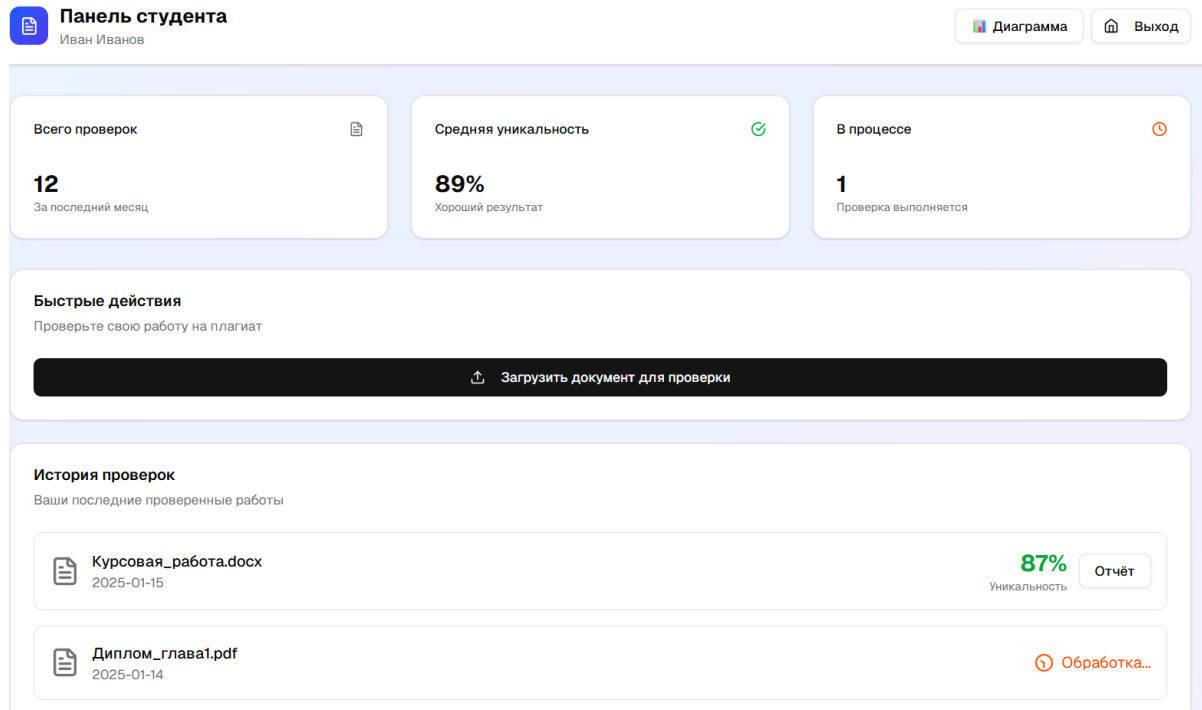 Панель студента
Иван Иванов
Диаграмма
Выход
Всего проверок
12
За последний месяц
Средняя уникальность
89%
Хороший результат
В процессе
1
Проверка выполняется
Быстрые действия
Проверьте свою работу на плагиат
Загрузить документ для проверки
История проверок
Ваши последние проверенные работы
Курсовая_работа.docx
2025-01-15
87%
Уникальность
Отчёт
Диплом_глава1.pdf
2025-01-14
Обработка...